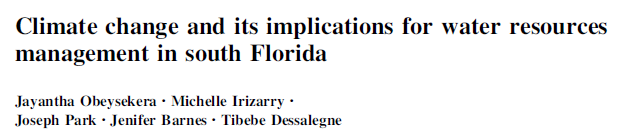 Climate change and its implications for water resources
management in south Florida
Jayantha Obeysekera · Michelle Irizarry ·
Joseph Park · Jenifer Barnes · Tibebe Dessalegne